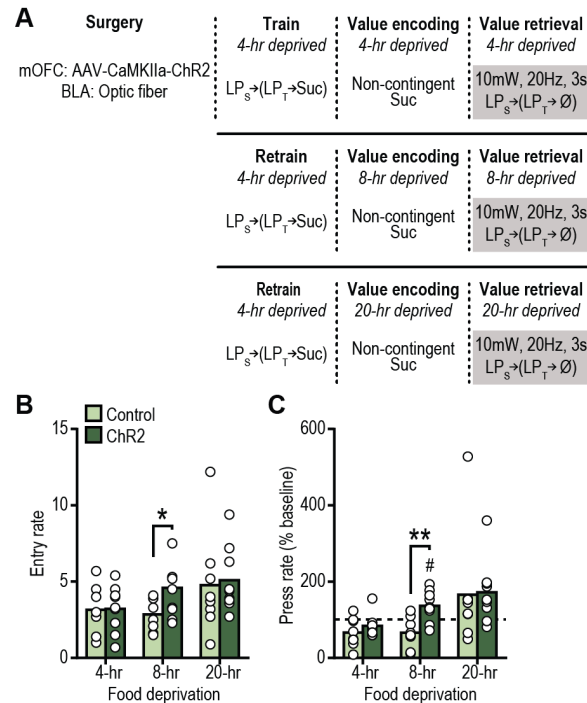 A
Surgery
mOFC: AAV-CaMKIIa-ChR2
BLA: Optic fiber
Train
4-hr deprived
LPS→(LPT→Suc)
Value encoding
4-hr deprived
Non-contingent
Suc
Value retrieval
4-hr deprived
10mW, 20Hz, 3s
LPS→(LPT→Ø)
Retrain
4-hr deprived
LPS→(LPT→Suc)
Value encoding
8-hr deprived
Non-contingent
Suc
Value retrieval
8-hr deprived
10mW, 20Hz, 3s
LPS→(LPT→Ø)
Retrain
4-hr deprived
LPS→(LPT→Suc)
Value encoding
20-hr deprived
Non-contingent
Suc
Value retrieval
20-hr deprived
10mW, 20Hz, 3s
LPS→(LPT→Ø)
B
Control
ChR2
Entry rate
15
10
5
0
*
4-hr
8-hr
20-hr
Food deprivation
C
Press rate (% baseline)
600
400
200
0
**
#
4-hr
8-hr
20-hr
Food deprivation